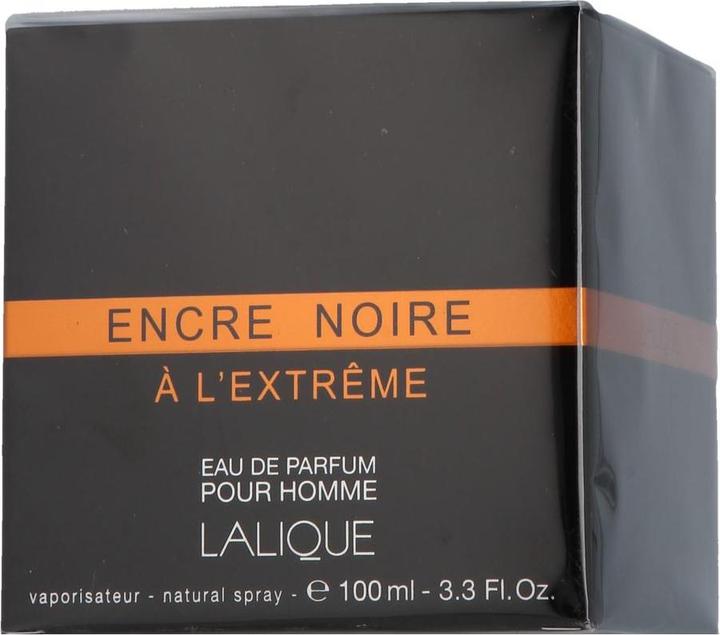 ENCRE NOIRE
À L'EXTRÊME
EAU DE PARFUM
POUR HOMME
LALIQUE
vaporisateur - natural spray - ℮ 100 ml - 3.3 Fl. Oz.